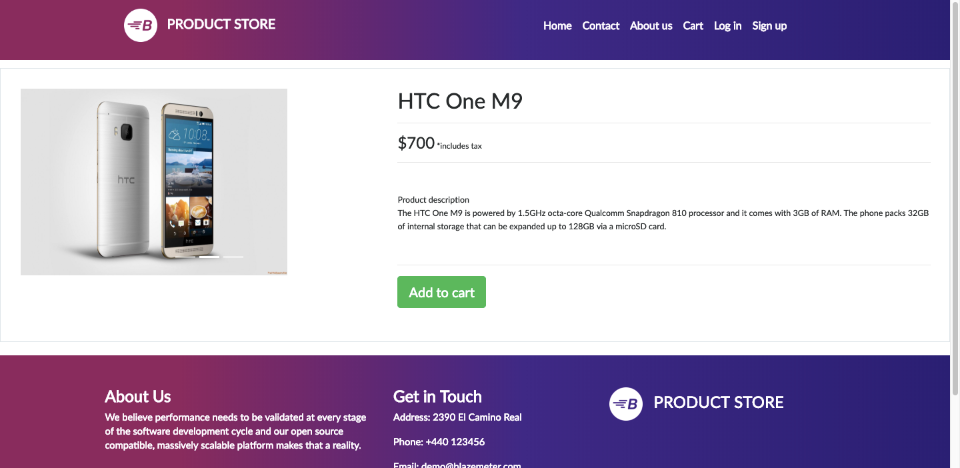 B PRODUCT STORE
Home Contact About us Cart Log in Sign up
HTC One M9
$700 *includes tax
10:08
hTC
hTC
Product description
The HTC One M9 is powered by 1.5GHz octa-core Qualcomm Snapdragon 810 processor and it comes with 3GB of RAM. The phone packs 32GB
of internal storage that can be expanded up to 128GB via a microSD card.
Add to cart
About Us
We believe performance needs to be validated at every stage
of the software development cycle and our open source
compatible, massively scalable platform makes that a reality.
Get in Touch
Address: 2390 El Camino Real
Phone: +440 123456
Email: demo@blazemeter.com
B PRODUCT STORE